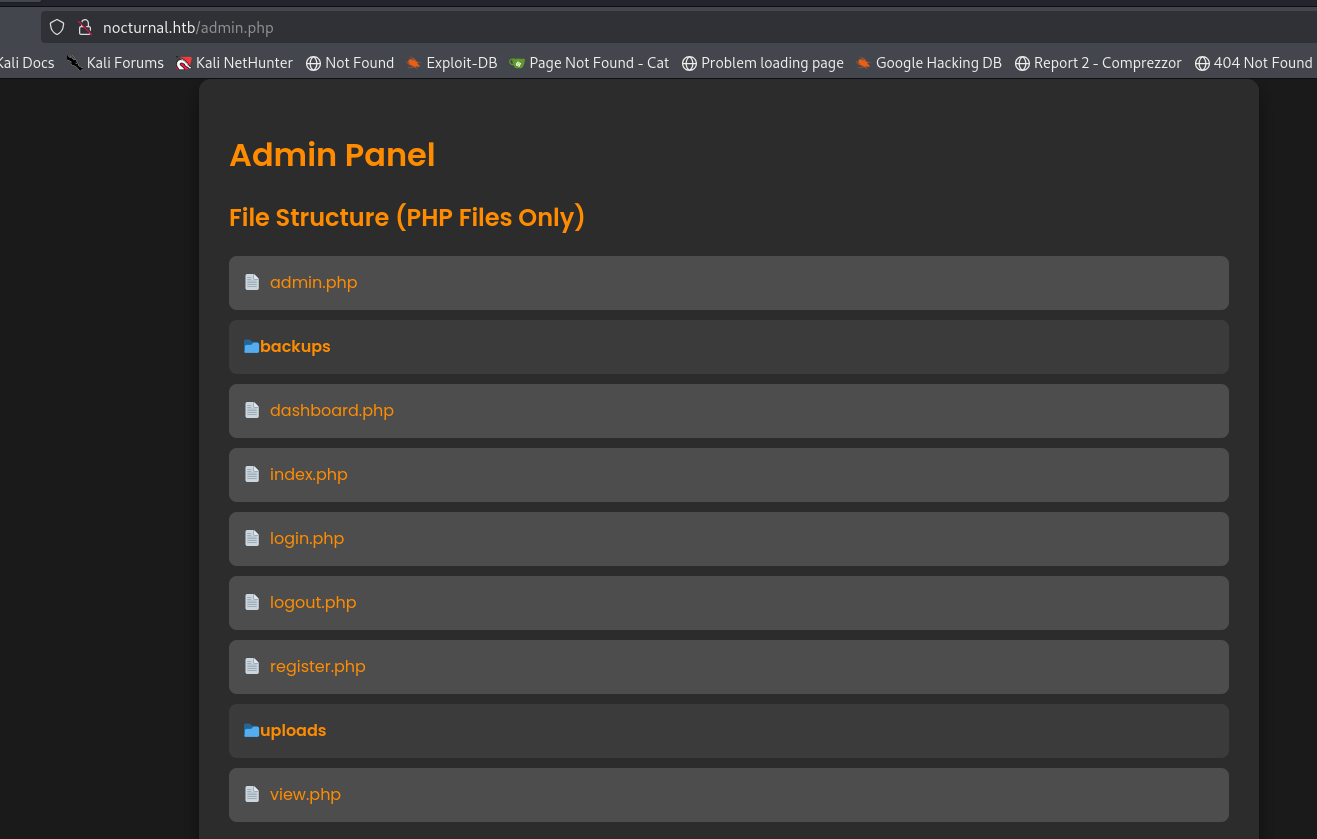 nocturnal.htb/admin.php
Kali Docs Kali Forums Kali NetHunter Not Found Exploit-DB Page Not Found - Cat Problem loading page Google Hacking DB Report 2 - Comprezzor 404 Not Found
Admin Panel
File Structure (PHP Files Only)
admin.php
backups
dashboard.php
index.php
login.php
logout.php
register.php
uploads
view.php